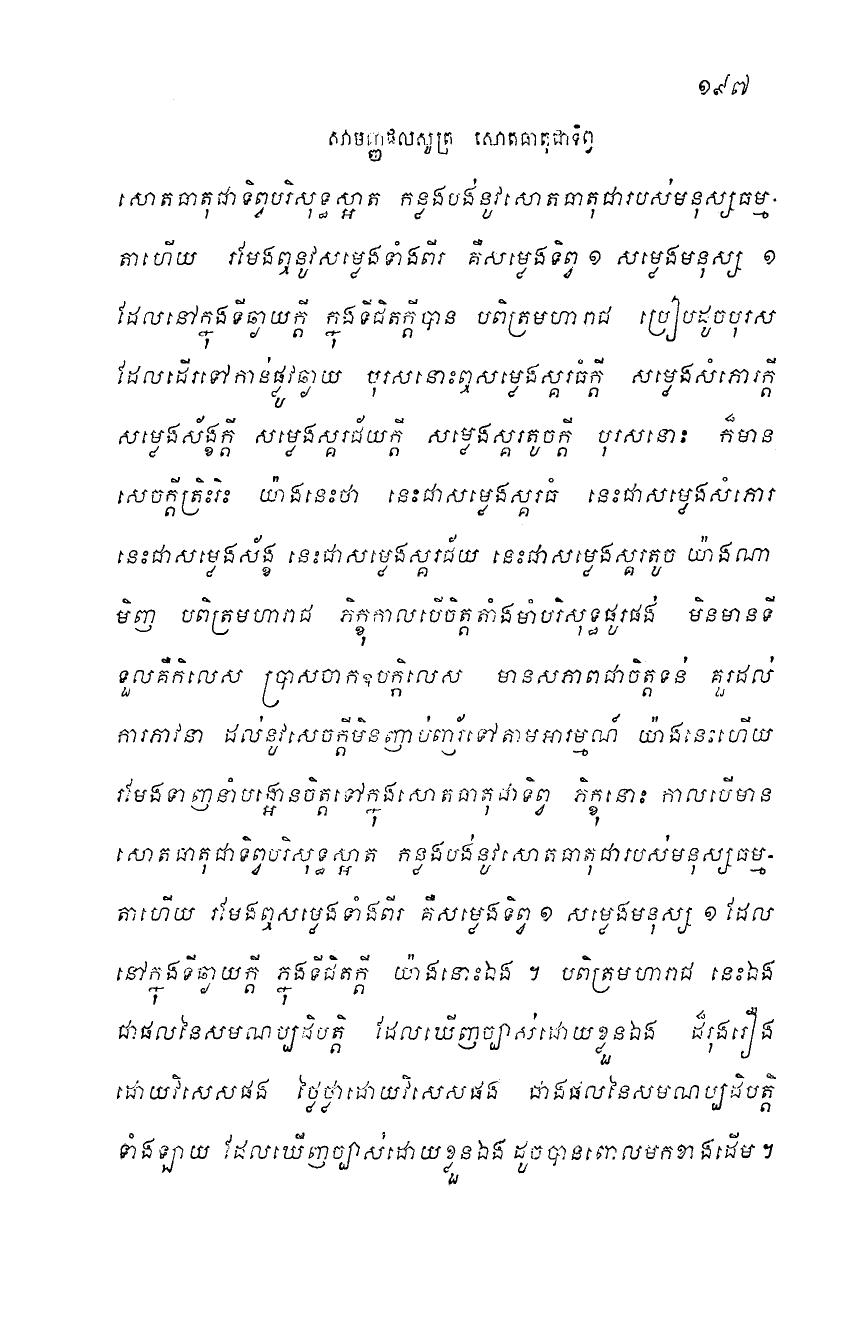 ១៩៧
សាមញ្ញផលសូត្រ សោតធាតុជាទិព្វ
សោតធាតុជាទិព្វបរិសុទ្ធស្អាត កន្លងបង់នូវសោតធាតុជារបស់មនុស្សធម្ម-
តាហើយ រមែងឮនូវសម្លេងទាំងពីរ គឺសម្លេងទិព្វ ១ សម្លេងមនុស្ស ១
ដែលនៅក្នុងទីឆ្ងាយក្តី ក្នុងទីជិតក្តីបាន បពិត្រមហារាជ ប្រៀបដូចបុរស
ដែលដើរទៅកាន់ផ្លូវឆ្ងាយ បុរសនោះឮសម្លេងស្គរធំក្តី សម្លេងសំភោរក្តី
សម្លេងស័ង្ខក្តី សម្លេងស្គរជ័យក្តី សម្លេងស្គរតូចក្តី បុរសនោះ ក៏មាន
សេចក្តីត្រិះរិះ យ៉ាងនេះថា នេះជាសម្លេងស្គរធំ នេះជាសម្លេងសំភោរ
នេះជាសម្លេងស័ង្ខ នេះជាសម្លេងស្គរជ័យ នេះជាសម្លេងស្គរតូច យ៉ាងណា
មិញ បពិត្រមហារាជ ភិក្ខុកាលបើចិត្តតាំងមាំបរិសុទ្ធផូរផង់ មិនមានទី
ទួលគឺកិលេស ប្រាសចាកឧបក្កិលេស មានសភាពជាចិត្តទន់ គួរដល់
ការភាវនា ដល់នូវសេចក្តីមិនញាប់ញ័រទៅតាមអារម្មណ៍ យ៉ាងនេះហើយ
រមែងទាញនាំបង្អោនចិត្តទៅក្នុងសោតធាតុជាទិព្វ ភិក្ខុនោះ កាលបើមាន
សោតធាតុជាទិព្វបរិសុទ្ធស្អាត កន្លងបង់នូវសោតធាតុជារបស់មនុស្សធម្ម-
តាហើយ រមែងឮសម្លេងទាំងពីរ គឺសម្លេងទិព្វ ១ សម្លេងមនុស្ស ១ ដែល
នៅក្នុងទីឆ្ងាយក្តី ក្នុងទីជិតក្តី យ៉ាងនោះឯង ។ បពិត្រមហារាជ នេះឯង
ជាផលនៃសមណប្បដិបត្តិ ដែលឃើញច្បាស់ដោយខ្លួនឯង ដ៏រុងរឿង
ដោយវិសេសផង ថ្លៃថ្លាដោយវិសេសផង ជាងផលនៃសមណប្បដិបត្តិ
ទាំងឡាយ ដែលឃើញច្បាស់ដោយខ្លួនឯង ដូចបានពោលមកខាងដើម ។